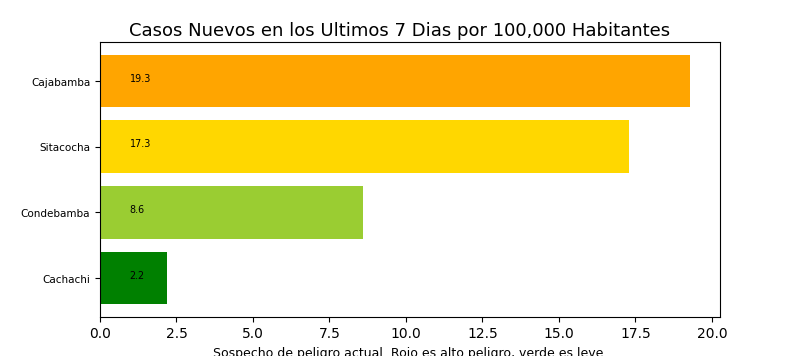 Casos Nuevos en los Ultimos 7 Dias por 100,000 Habitantes
Cajabamba 19.3
Sitacocha 17.3
Condebamba 8.6
Cachachi 2.2
0.0 2.5 5.0 7.5 10.0 12.5 15.0 17.5 20.0
Sospecho de peligro actual. Rojo es alto peligro, verde es leve